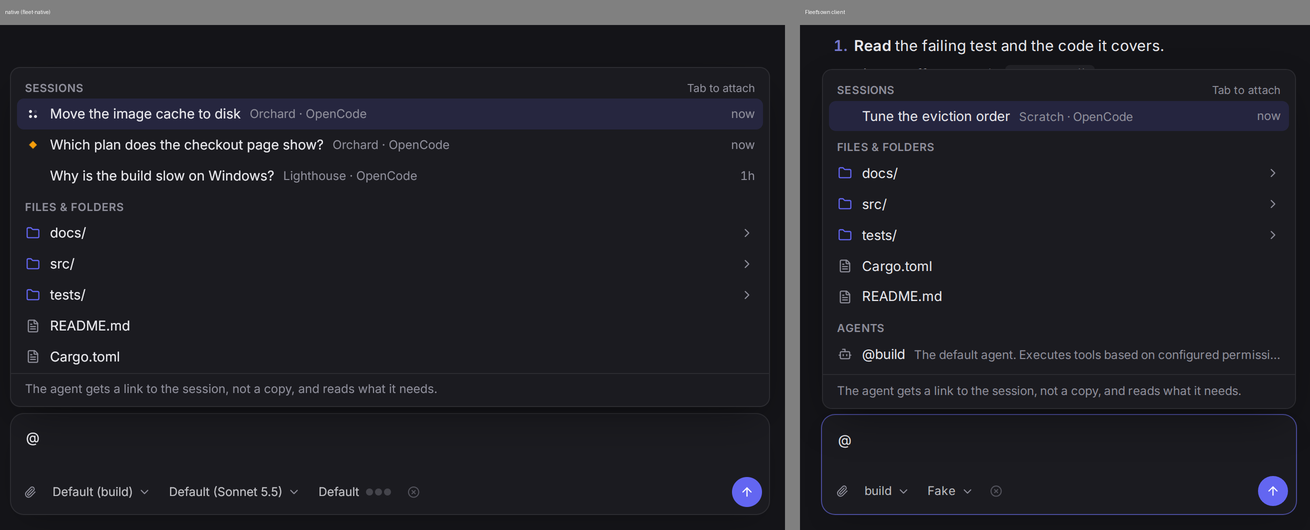 native (fleet-native)
SESSIONS Tab to attach
Move the image cache to disk Orchard · OpenCode now
Which plan does the checkout page show? Orchard · OpenCode now
Why is the build slow on Windows? Lighthouse · OpenCode 1h
FILES & FOLDERS
docs/
src/
tests/
README.md
Cargo.toml
The agent gets a link to the session, not a copy, and reads what it needs.
@
Default (build) Default (Sonnet 5.5) Default
1. Read the failing test and the code it covers.
SESSIONS Tab to attach
Tune the eviction order Scratch · OpenCode now
FILES & FOLDERS
docs/
src/
tests/
Cargo.toml
README.md
AGENTS
@build The default agent. Executes tools based on configured permissi...
The agent gets a link to the session, not a copy, and reads what it needs.
@
build Fake